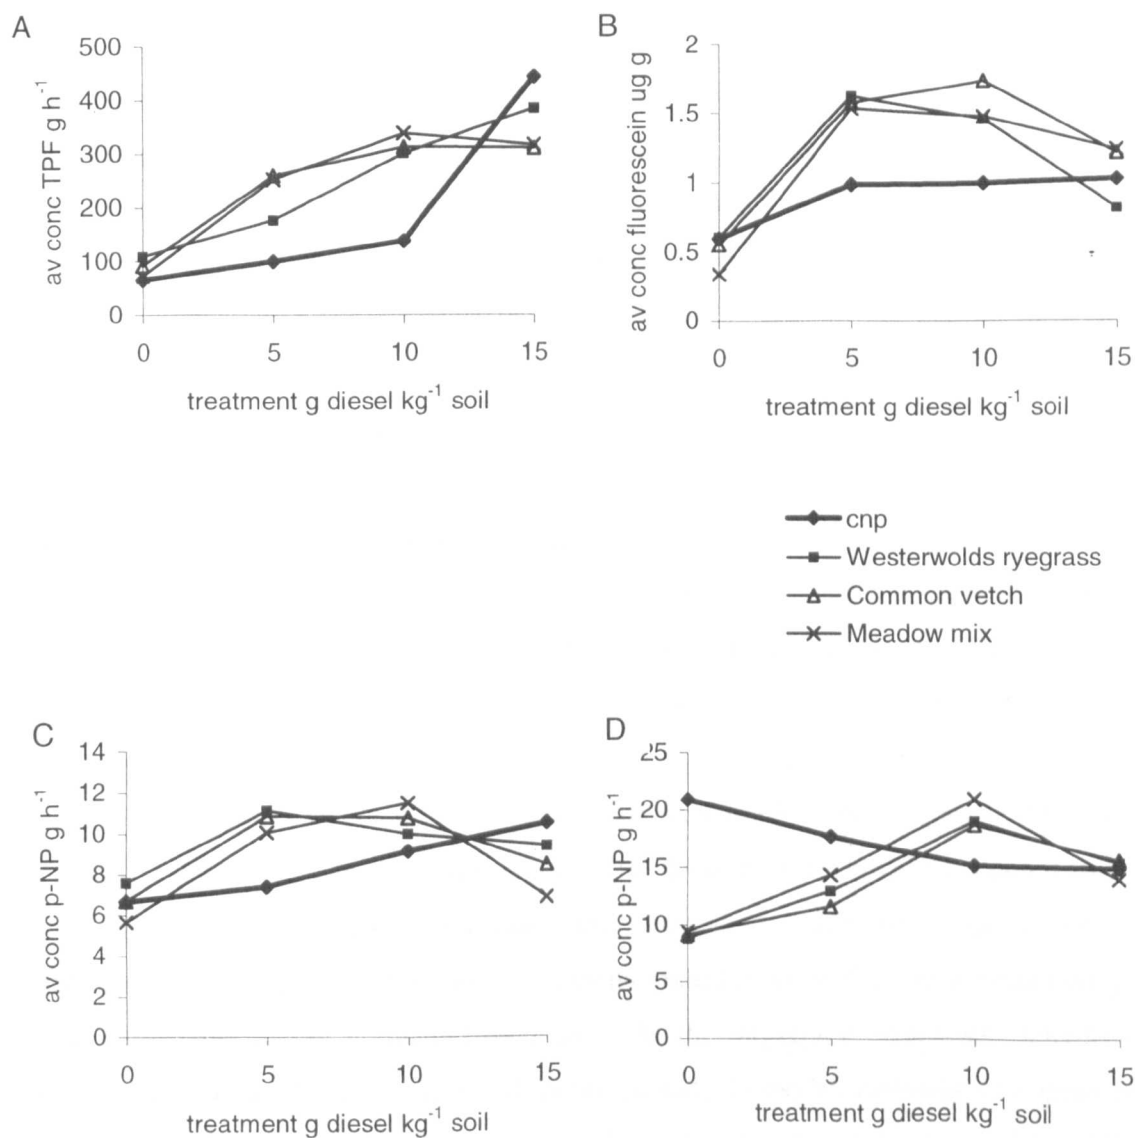 A
av conc TPF g h⁻¹
500
400
300
200
100
0
0 5 10 15
treatment g diesel kg⁻¹ soil
B
av conc fluorescein ug g
2
1.5
1
0.5
0
0 5 10 15
treatment g diesel kg⁻¹ soil
cnp
Westerwolds ryegrass
Common vetch
Meadow mix
C
av conc p-NP g h⁻¹
14
12
10
8
6
4
2
0
0 5 10 15
treatment g diesel kg⁻¹ soil
D
av conc p-NP g h⁻¹
25
20
15
10
5
0
0 5 10 15
treatment g diesel kg⁻¹ soil